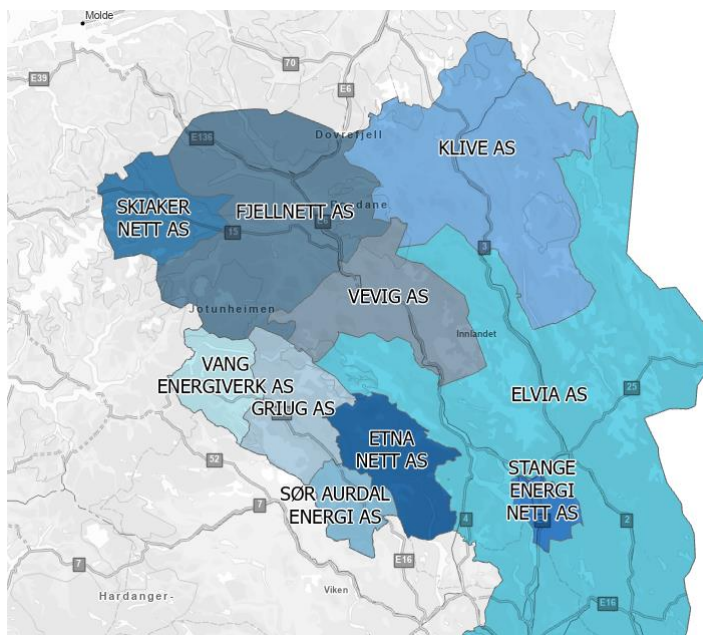 Molde
70
E39
E6
E136
Dovrefjell
KLIVE AS
SKIAKER
NETT AS
FJELLNETT AS
15
3
Jotunheimen
VEVIG AS
Innlandet
VANG
ENERGIVERK AS
GRIUG AS
ELVIA AS
25
ETNA
NETT AS
52
STANGE
ENERGI
NETT AS
SØR AURDAL
ENERGI AS
7
4
2
E16
7
Viken
Hardanger-
E16